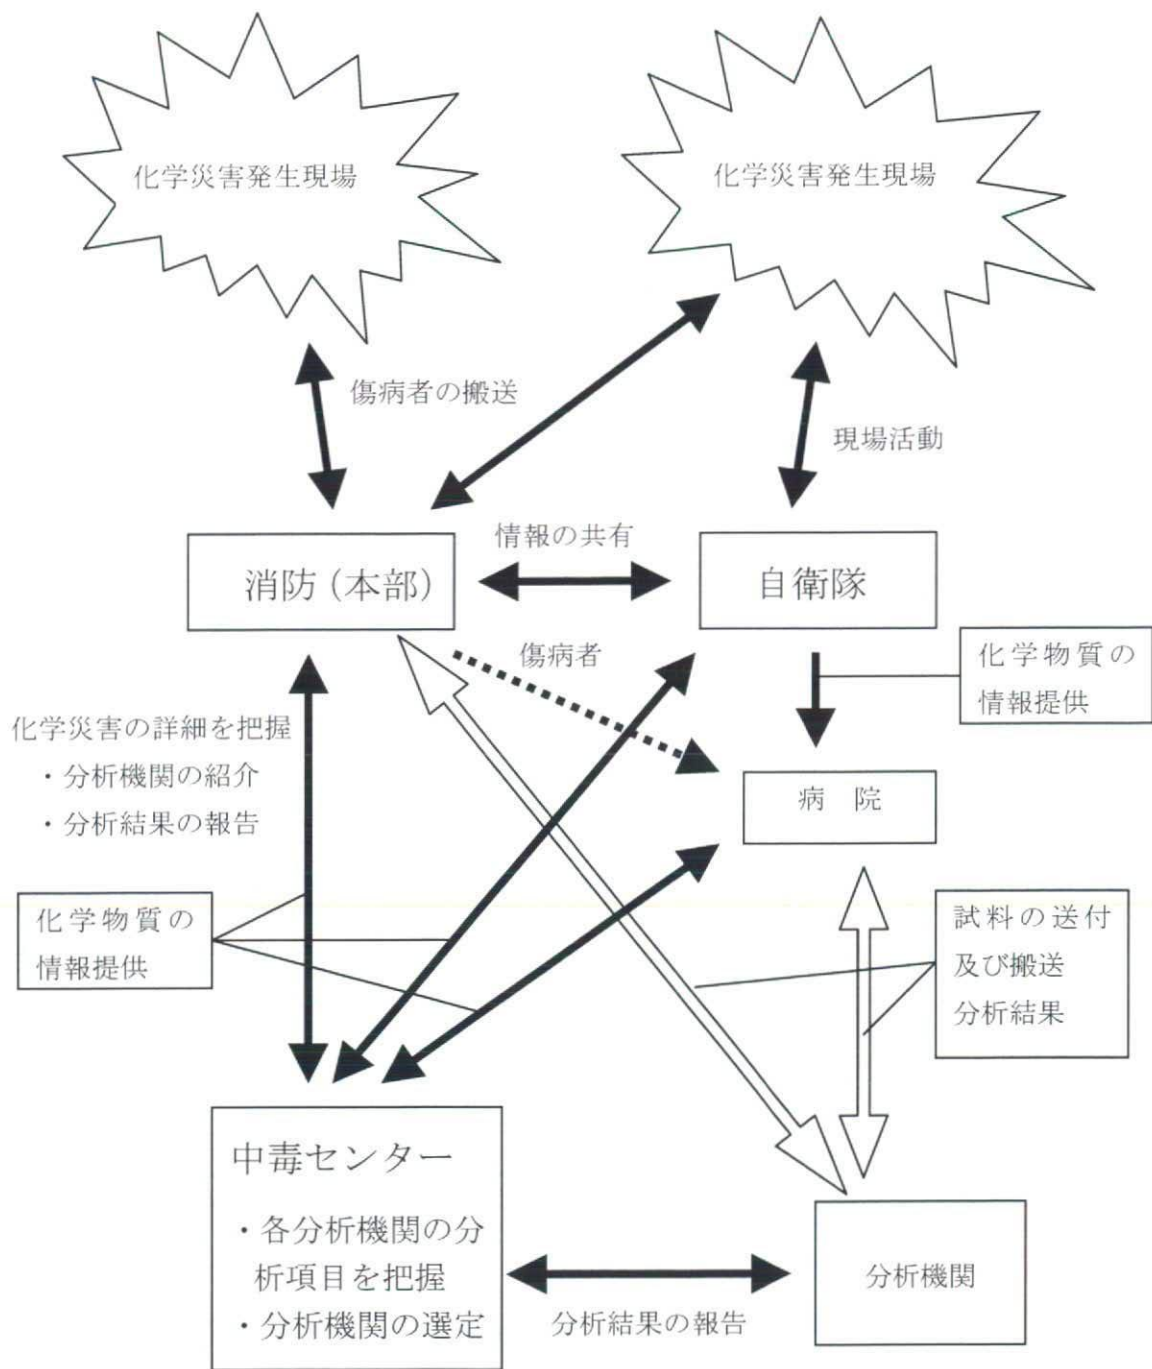 化学災害発生現場
化学災害発生現場
傷病者の搬送
現場活動
消防(本部)
情報の共有
自衛隊
傷病者
化学物質の
情報提供
化学災害の詳細を把握
・分析機関の紹介
・分析結果の報告
病 院
化学物質の
情報提供
試料の送付
及び搬送
分析結果
中毒センター
・各分析機関の分
析項目を把握
・分析機関の選定
分析結果の報告
分析機関